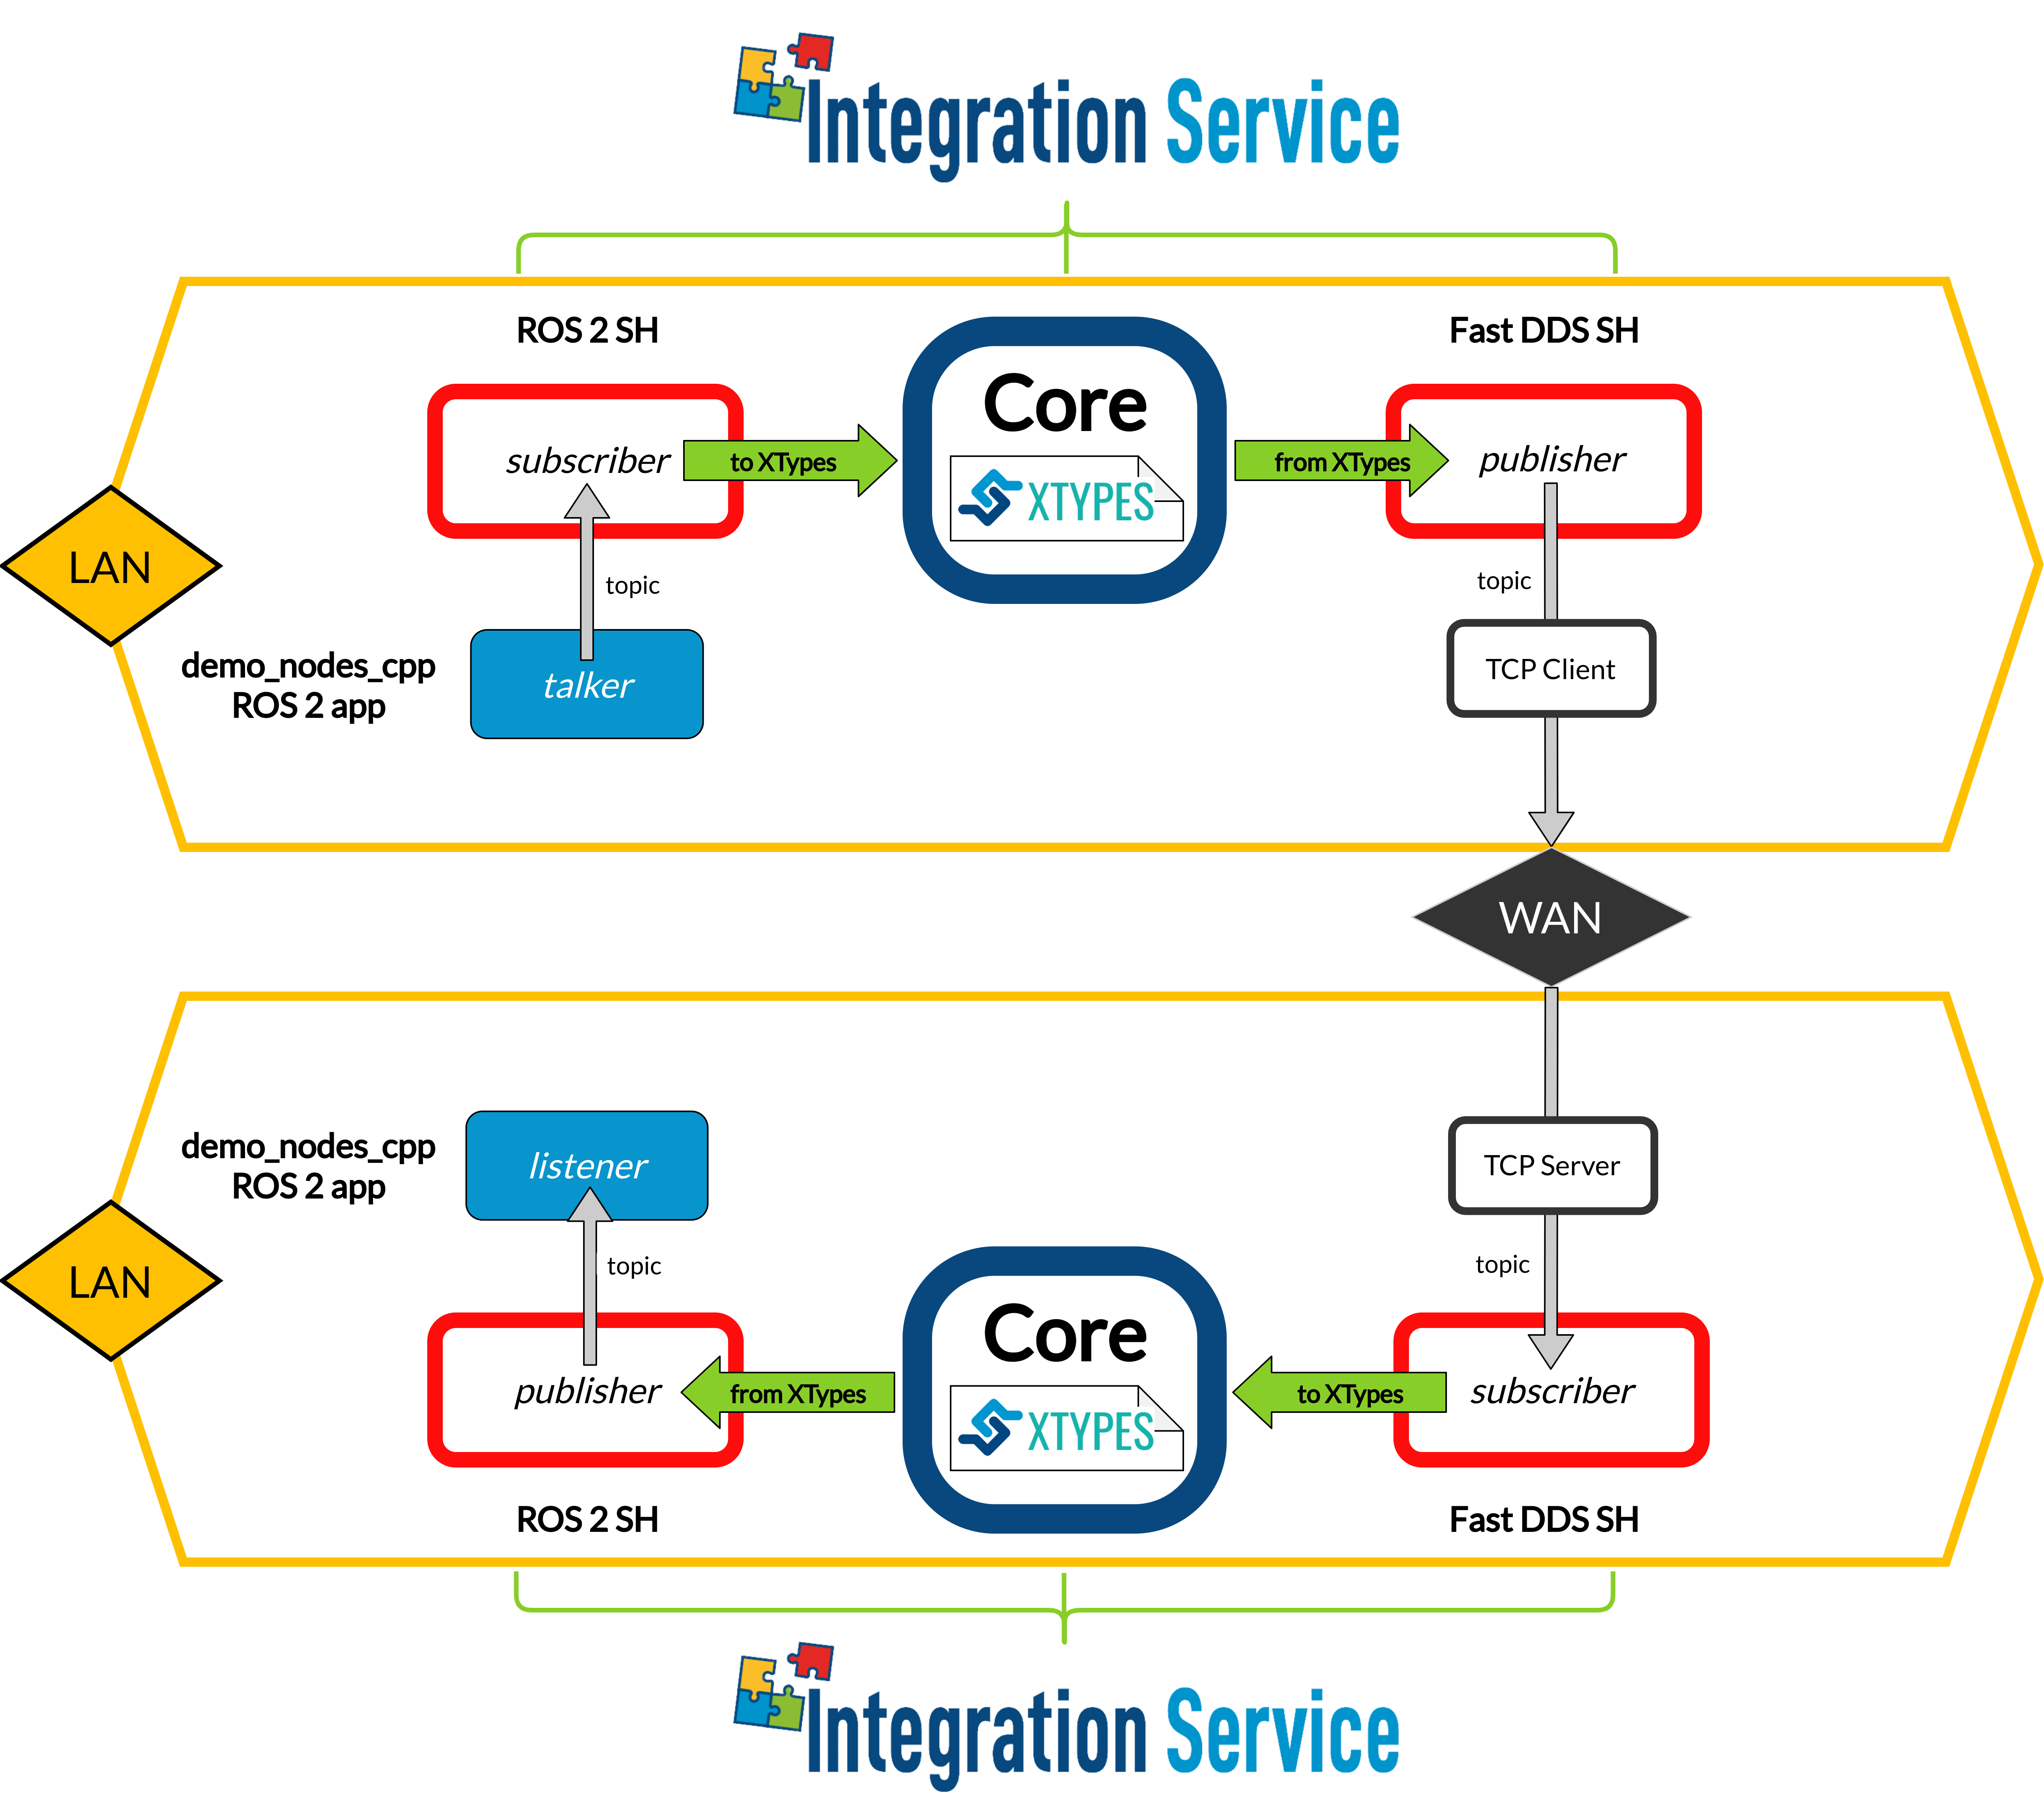 Integration Service
ROS 2 SH
Fast DDS SH
Core
subscriber
to XTypes
from XTypes
publisher
XTYPES
LAN
topic
topic
demo_nodes_cpp
ROS 2 app
talker
TCP Client
WAN
demo_nodes_cpp
ROS 2 app
listener
TCP Server
LAN
topic
topic
Core
publisher
from XTypes
to XTypes
subscriber
XTYPES
ROS 2 SH
Fast DDS SH
Integration Service